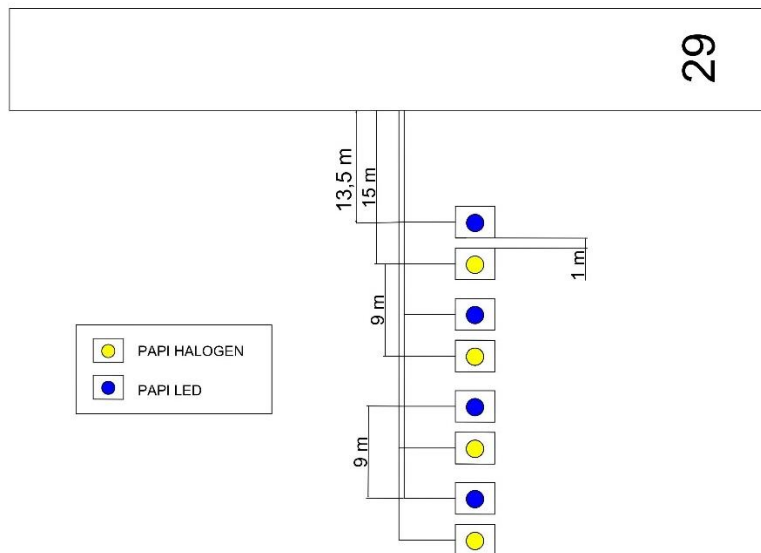 29
13,5 m
15 m
1 m
9 m
PAPI HALOGEN
PAPI LED
9 m